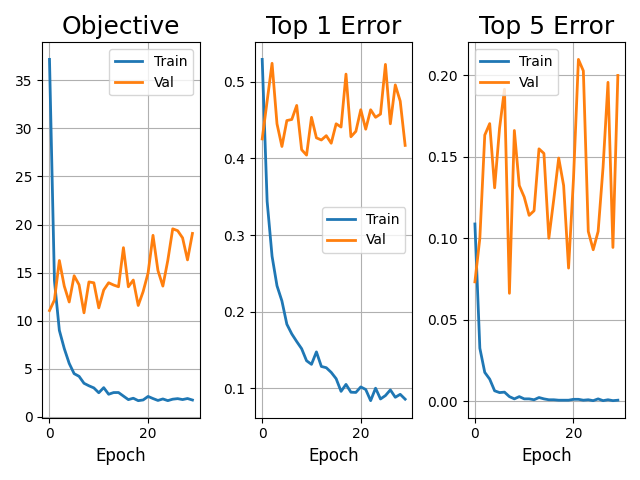 Objective
Top 1 Error
Top 5 Error
Train
Val
Train
Val
Train
Val
35
30
25
20
15
10
5
0
0.5
0.4
0.3
0.2
0.1
0.20
0.15
0.10
0.05
0.00
0
20
0
20
0
20
Epoch
Epoch
Epoch